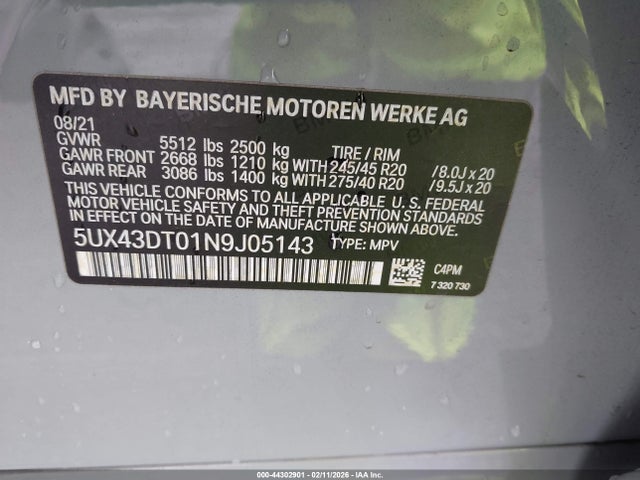 MFD BY BAYERISCHE MOTOREN WERKE AG
08/21
GVWR 5512 lbs 2500 kg TIRE / RIM
GAWR FRONT 2668 lbs 1210 kg WITH 245/45 R20 /8.0J x 20
GAWR REAR 3086 lbs 1400 kg WITH 275/40 R20 /9.5J x 20
THIS VEHICLE CONFORMS TO ALL APPLICABLE U. S. FEDERAL
MOTOR VEHICLE SAFETY AND THEFT PREVENTION STANDARDS
IN EFFECT ON THE DATE OF MANUFACTURE SHOWN ABOVE.
5UX43DT01N9J05143 TYPE: MPV
C4PM
7 320 730
000-44302901 - 02/11/2026 - IAA Inc.